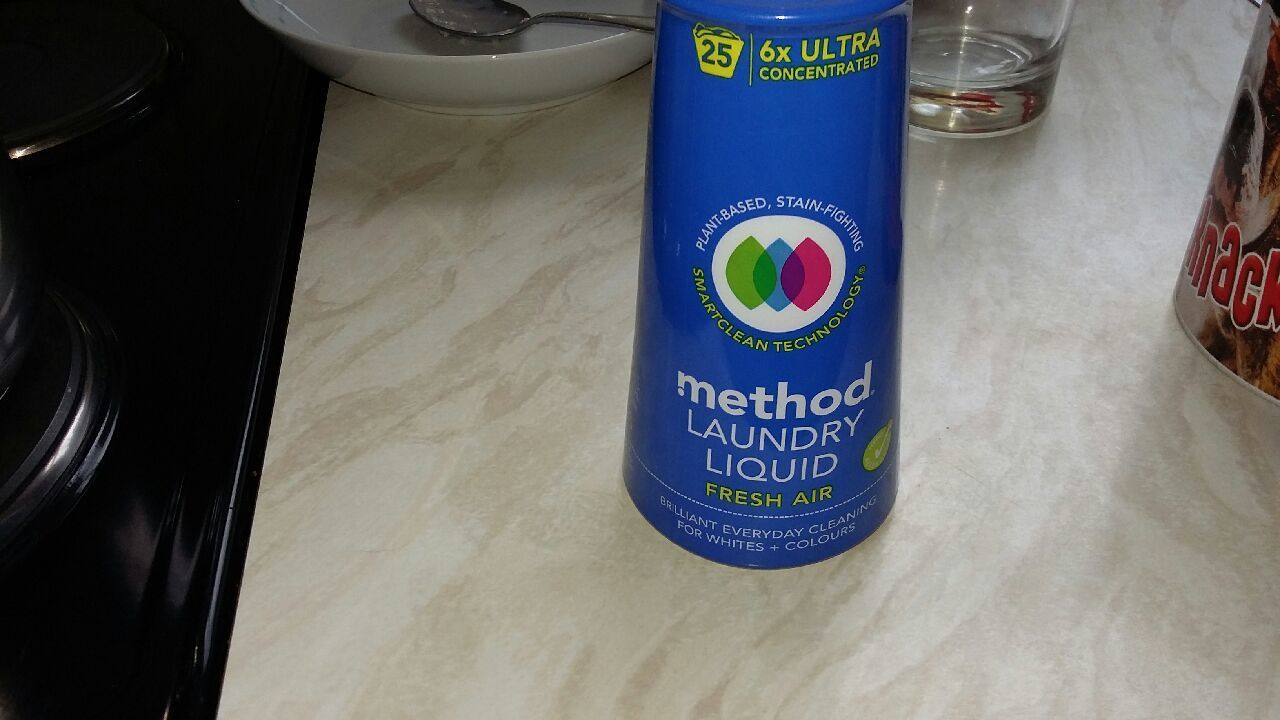 25
6x ULTRA
CONCENTRATED
PLANT-BASED, STAIN-FIGHTING
SMARTCLEAN TECHNOLOGY®
method
LAUNDRY
LIQUID
FRESH AIR
BRILLIANT EVERYDAY CLEANING
FOR WHITES + COLOURS